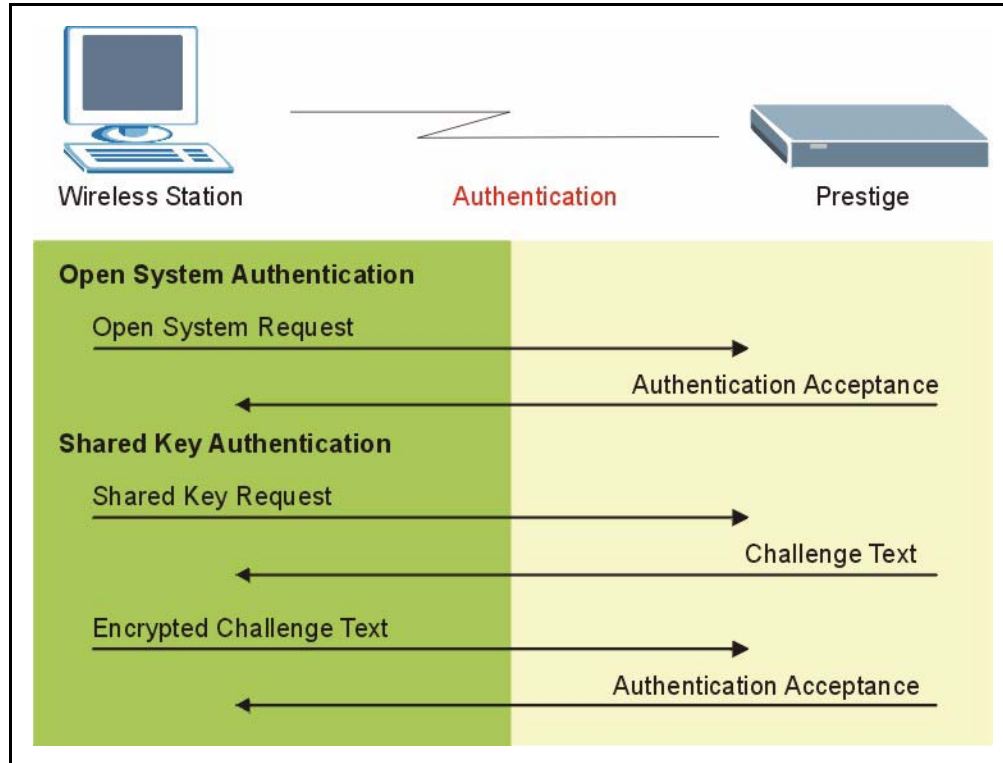 Wireless Station
Authentication
Prestige
Open System Authentication
Open System Request
Authentication Acceptance
Shared Key Authentication
Shared Key Request
Challenge Text
Encrypted Challenge Text
Authentication Acceptance